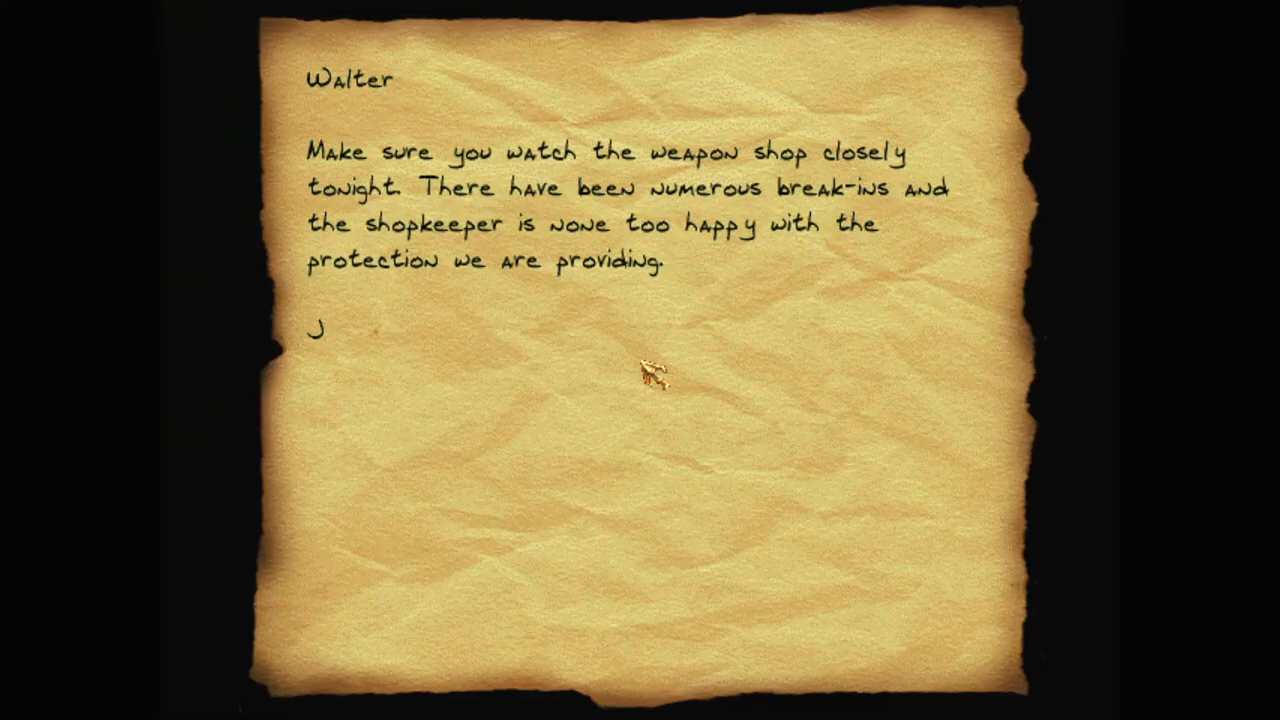 Walter
Make sure you watch the weapon shop closely
tonight. There have been numerous break-ins and
the shopkeeper is none too happy with the
protection we are providing.
J